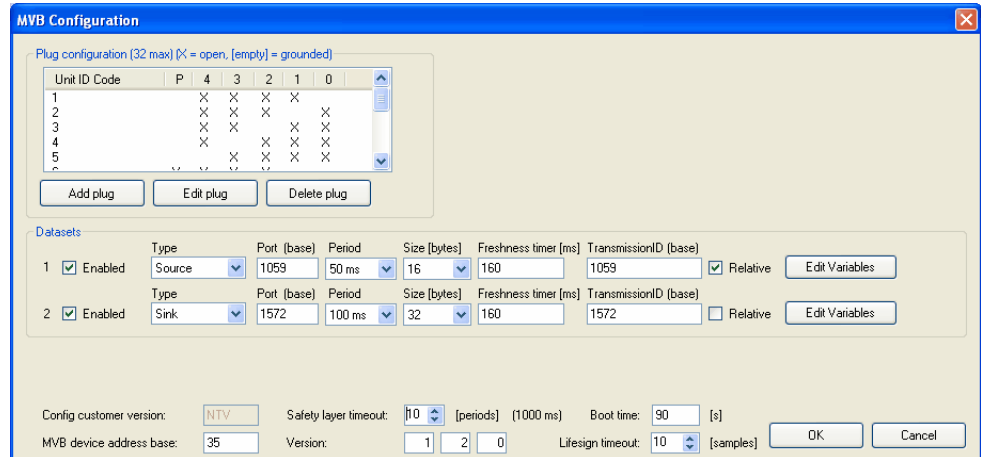 MVB Configuration
Plug configuration (32 max) (X = open, [empty] = grounded)
Unit ID Code P 4 3 2 1 0
1 X X X X
2 X X X X
3 X X X X
4 X X X X
5 X X X X
Add plug Edit plug Delete plug
Datasets
Type Port (base) Period Size [bytes] Freshness timer [ms] TransmissionID (base)
1 Enabled Source 1059 50 ms 16 160 1059 Relative Edit Variables
Type Port (base) Period Size [bytes] Freshness timer [ms] TransmissionID (base)
2 Enabled Sink 1572 100 ms 32 160 1572 Relative Edit Variables
Config customer version: NTV Safety layer timeout: 10 [periods] (1000 ms) Boot time: 90 [s]
MVB device address base: 35 Version: 1 2 0 Lifesign timeout: 10 [samples] OK Cancel